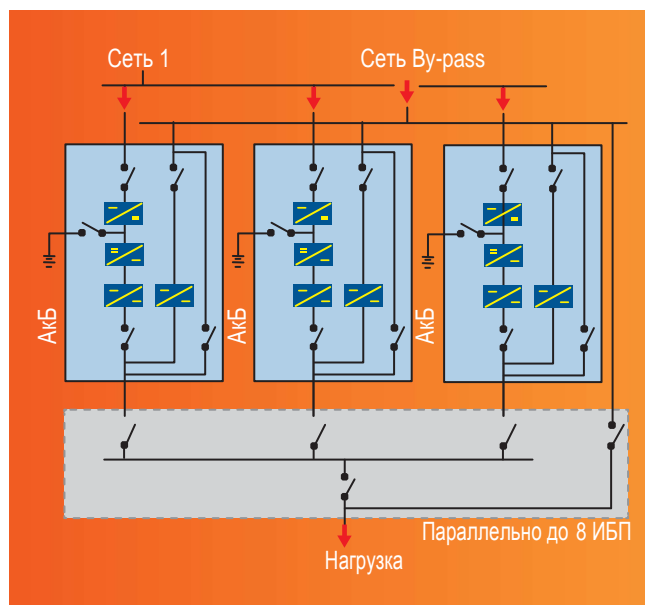 Сеть 1
Сеть By-pass
АкБ
АкБ
АкБ
Параллельно до 8 ИБП
Нагрузка